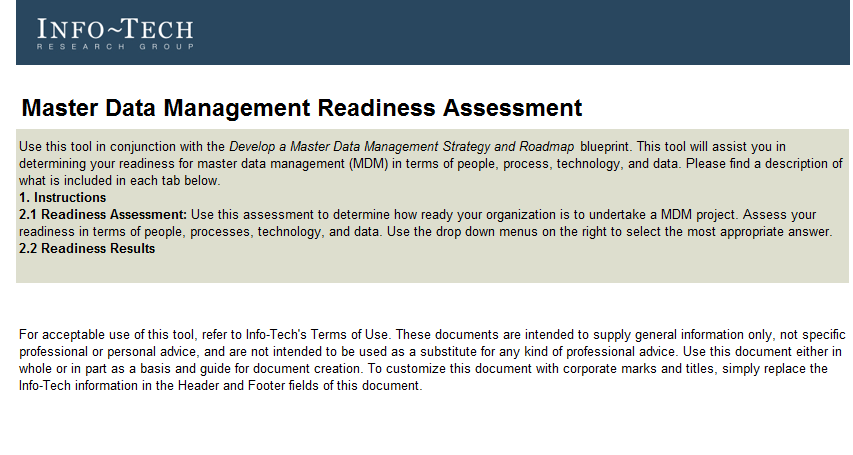 INFO~TECH
RESEARCH GROUP
Master Data Management Readiness Assessment
Use this tool in conjunction with the Develop a Master Data Management Strategy and Roadmap blueprint. This tool will assist you in
determining your readiness for master data management (MDM) in terms of people, process, technology, and data. Please find a description of
what is included in each tab below.
1. Instructions
2.1 Readiness Assessment: Use this assessment to determine how ready your organization is to undertake a MDM project. Assess your
readiness in terms of people, processes, technology, and data. Use the drop down menus on the right to select the most appropriate answer.
2.2 Readiness Results
For acceptable use of this tool, refer to Info-Tech's Terms of Use. These documents are intended to supply general information only, not specific
professional or personal advice, and are not intended to be used as a substitute for any kind of professional advice. Use this document either in
whole or in part as a basis and guide for document creation. To customize this document with corporate marks and titles, simply replace the
Info-Tech information in the Header and Footer fields of this document.